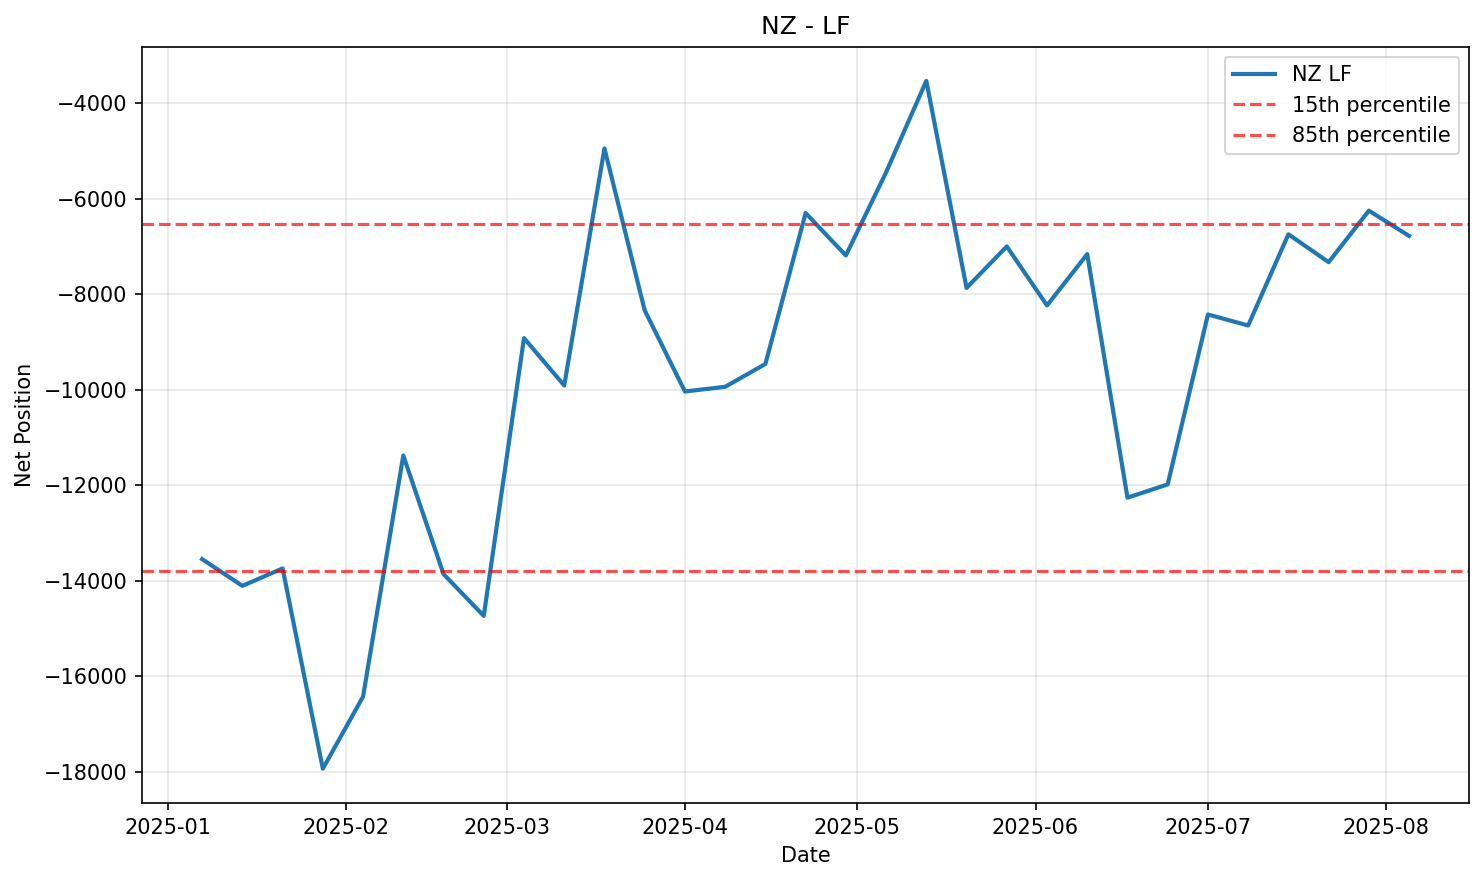 NZ - LF
NZ LF
15th percentile
85th percentile
−4000
−6000
−8000
−10000
−12000
−14000
−16000
−18000
Net Position
2025-01 2025-02 2025-03 2025-04 2025-05 2025-06 2025-07 2025-08
Date